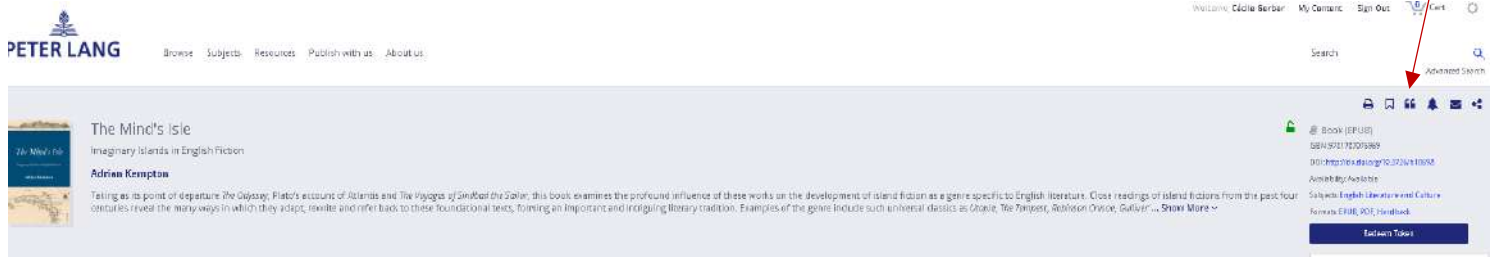 Welcome Cécile Gerber My Content Sign Out 0 Cart
PETER LANG
Browse Subjects Resources Publish with us About us
Search
Advanced Search
The Mind's Isle
Imaginary Islands in English Fiction
Adrian Kempton
Taking as its point of departure The Odyssey, Plato's account of Atlantis and The Voyages of Sindbad the Sailor, this book examines the profound influence of these works on the development of island fiction as a genre specific to English literature. Close readings of island fictions from the past four
centuries reveal the many ways in which they adapt, rewrite and refer back to these foundational texts, forming an important and intriguing literary tradition. Examples of the genre include such universal classics as Utopia, The Tempest, Robinson Crusoe, Gulliver' ... Show More
The Mind's Isle
Book (EPUB)
Availability: Available
Subjects: English Literature and Culture
Formats: EPUB, PDF, Hardback
Redeem Token